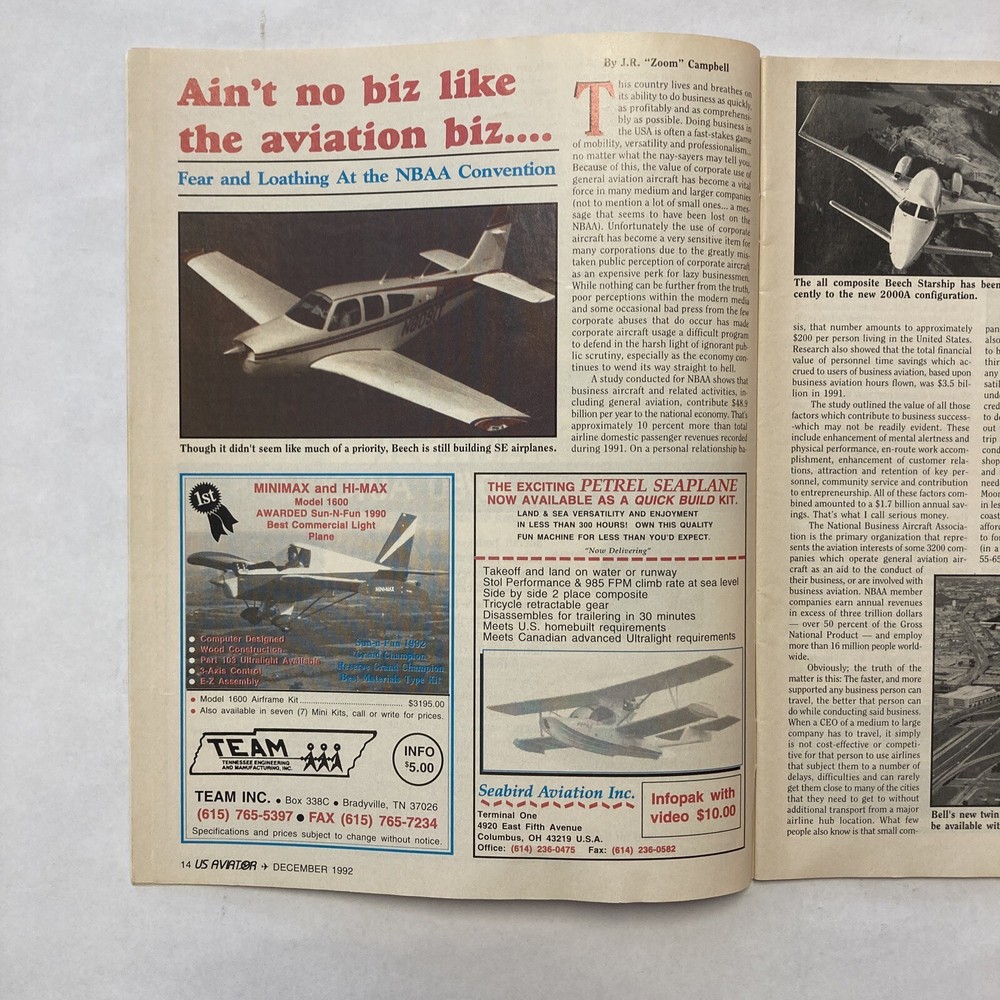 Ain't no biz like
the aviation biz....
Fear and Loathing At the NBAA Convention
Though it didn't seem like much of a priority, Beech is still building SE airplanes.
By J.R. "Zoom" Campbell
This country lives and breathes on
its ability to do business as quickly,
as profitably and as comprehensi-
bly as possible. Doing business in
the USA is often a fast-stakes game
of mobility, versatility and professionalism...
no matter what the nay-sayers may tell you.
Because of this, the value of corporate use of
general aviation aircraft has become a vital
force in many medium and larger companies
(not to mention a lot of small ones... a mes-
sage that seems to have been lost on the
NBAA). Unfortunately the use of corporate
aircraft has become a very sensitive item for
many corporations due to the greatly mis-
taken public perception of corporate aircraft
as an expensive perk for lazy businessmen.
While nothing can be further from the truth,
poor perceptions within the modern media
and some occasional bad press from the few
corporate abuses that do occur has made
corporate aircraft usage a difficult program
to defend in the harsh light of ignorant pub-
lic scrutiny, especially as the economy con-
tinues to wend its way straight to hell.
A study conducted for NBAA shows that
business aircraft and related activities, in-
cluding general aviation, contribute $48.9
billion per year to the national economy. That's
approximately 10 percent more than total
airline domestic passenger revenues recorded
during 1991. On a personal relationship ba-
1st
MINIMAX and HI-MAX
Model 1600
AWARDED Sun-N-Fun 1990
Best Commercial Light
Plane
MINI-MAX
● Computer Designed
● Wood Construction
● Part 103 Ultralight Available
● 3-Axis Control
● E-Z Assembly
Sun-n-Fun 1992
Grand Champion
Reserve Grand Champion
Best Materials Type Kit
● Model 1600 Airframe Kit.......................... $3195.00
● Also available in seven (7) Mini Kits, call or write for prices.
TEAM
TENNESSEE ENGINEERING
AND MANUFACTURING, INC.
INFO
$5.00
TEAM INC. ● Box 338C ● Bradyville, TN 37026
(615) 765-5397 ● FAX (615) 765-7234
Specifications and prices subject to change without notice.
THE EXCITING PETREL SEAPLANE
NOW AVAILABLE AS A QUICK BUILD KIT.
LAND & SEA VERSATILITY AND ENJOYMENT
IN LESS THAN 300 HOURS! OWN THIS QUALITY
FUN MACHINE FOR LESS THAN YOU'D EXPECT.
"Now Delivering"
Takeoff and land on water or runway
Stol Performance & 985 FPM climb rate at sea level
Side by side 2 place composite
Tricycle retractable gear
Disassembles for trailering in 30 minutes
Meets U.S. homebuilt requirements
Meets Canadian advanced Ultralight requirements
Seabird Aviation Inc.
Terminal One
4920 East Fifth Avenue
Columbus, OH 43219 U.S.A.
Office: (614) 236-0475 Fax: (614) 236-0582
Infopak with
video $10.00
14 US AVIATOR ✈ DECEMBER 1992
The all composite Beech Starship has been
cently to the new 2000A configuration.
sis, that number amounts to approximately
$200 per person living in the United States.
Research also showed that the total financial
value of personnel time savings which ac-
crued to users of business aviation, based upon
business aviation hours flown, was $3.5 bil-
lion in 1991.
The study outlined the value of all those
factors which contribute to business success-
-which may not be readily evident. These
include enhancement of mental alertness and
physical performance, en-route work accom-
plishment, enhancement of customer rela-
tions, attraction and retention of key per-
sonnel, community service and contribution
to entrepreneurship. All of these factors com-
bined amounted to a $1.7 billion annual sav-
ings. That's what I call serious money.
The National Business Aircraft Associa-
tion is the primary organization that repre-
sents the aviation interests of some 3200 com-
panies which operate general aviation air-
craft as an aid to the conduct of
their business, or are involved with
business aviation. NBAA member
companies earn annual revenues
in excess of three trillion dollars
— over 50 percent of the Gross
National Product — and employ
more than 16 million people world-
wide.
Obviously; the truth of the
matter is this: The faster, and more
supported any business person can
travel, the better that person can
do while conducting said business.
When a CEO of a medium to large
company has to travel, it simply
is not cost-effective or competi-
tive for that person to use airlines
that subject them to a number of
delays, difficulties and can rarely
get them close to many of the cities
that they need to get to without
additional transport from a major
airline hub location. What few
people also know is that small com-
Bell's new twin
be available wit